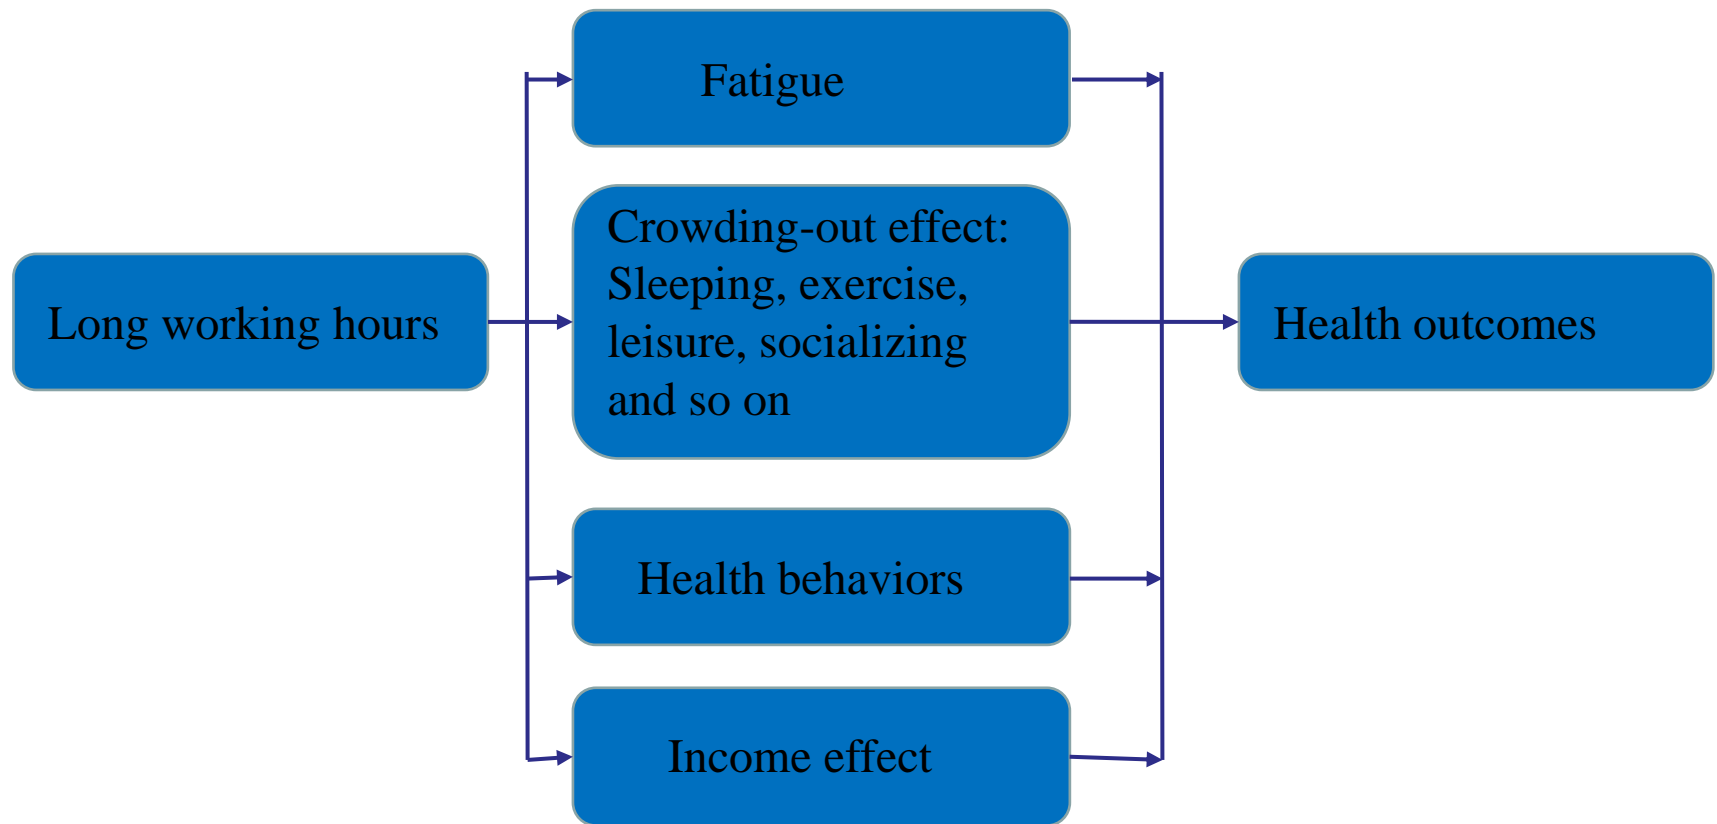 Fatigue
Crowding-out effect:
Sleeping, exercise,
leisure, socializing
and so on
Long working hours
Health outcomes
Health behaviors
Income effect